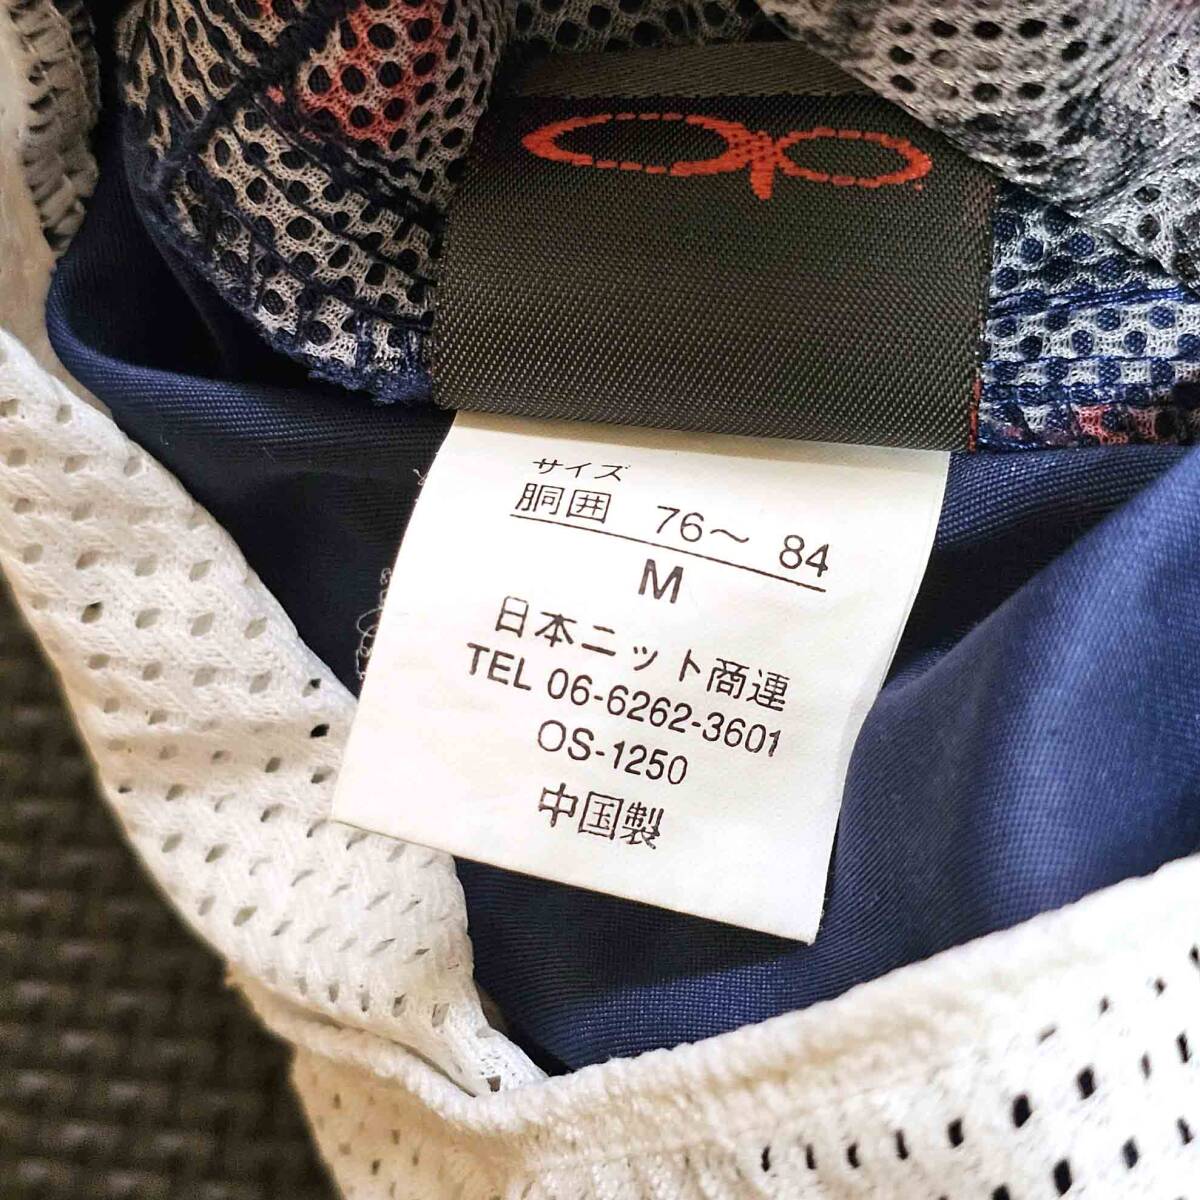 op
サイズ
胴囲 76～ 84
M
日本ニット商連
TEL 06-6262-3601
OS-1250
中国製